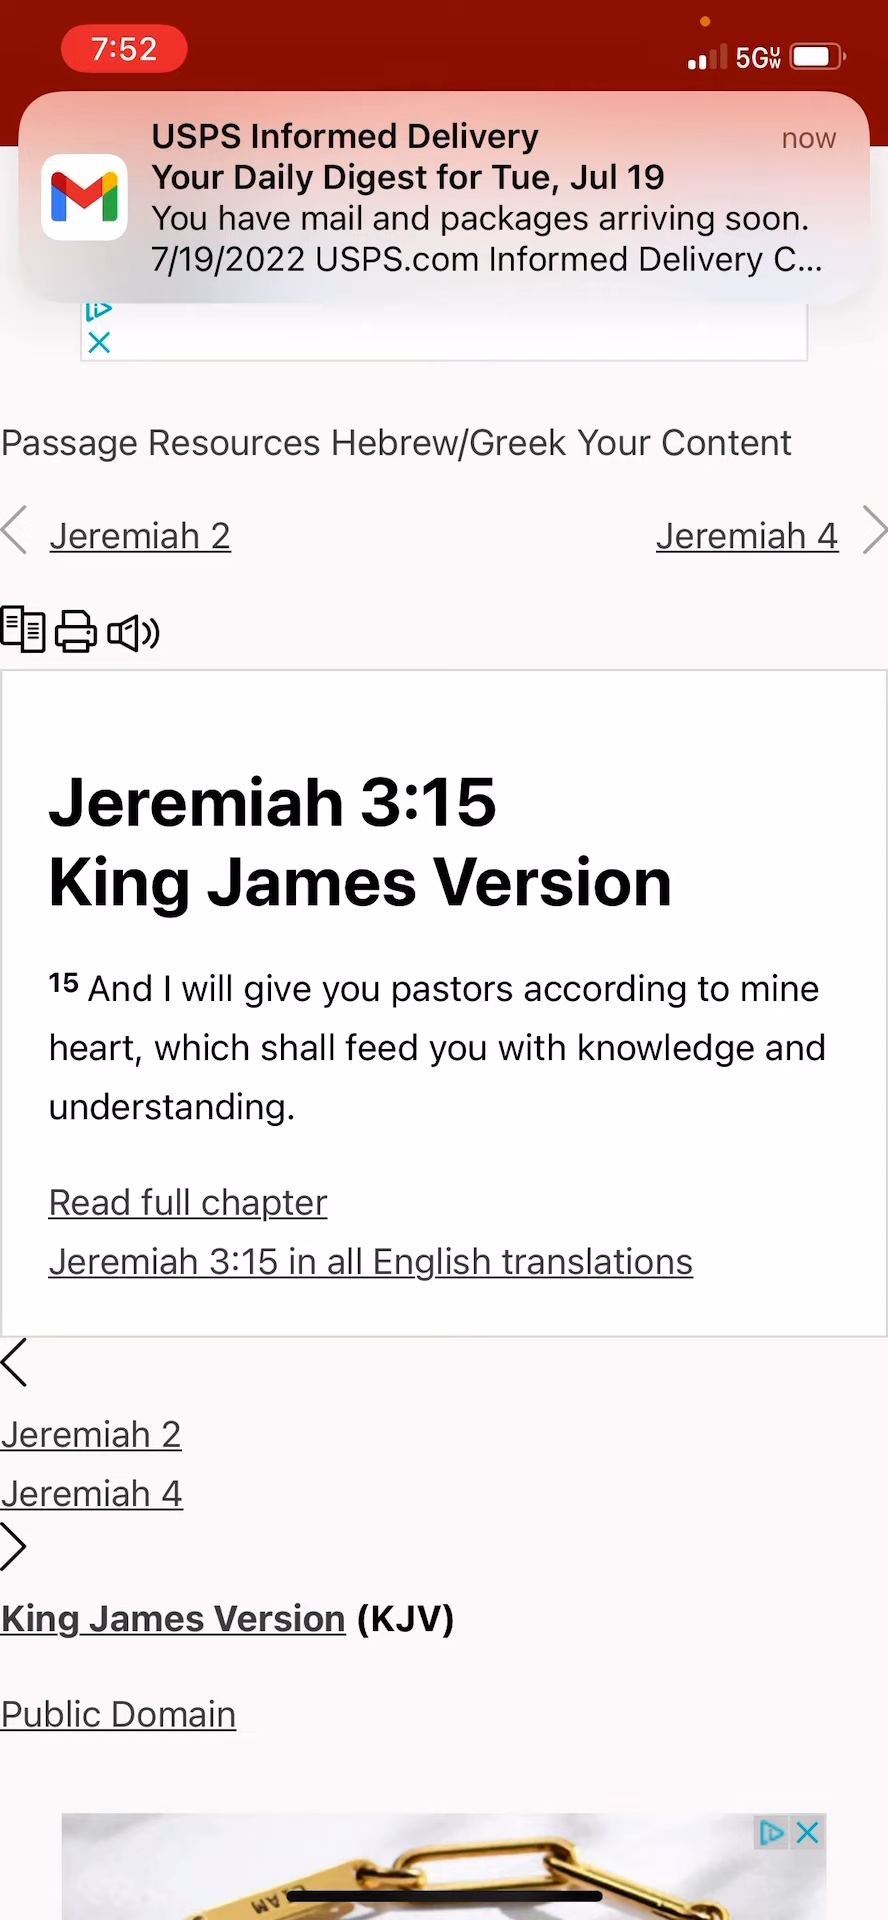 7:52
5GUW
USPS Informed Delivery
now
Your Daily Digest for Tue, Jul 19
You have mail and packages arriving soon.
7/19/2022 USPS.com Informed Delivery C...
Passage Resources Hebrew/Greek Your Content
Jeremiah 2
Jeremiah 4
Jeremiah 3:15
King James Version
15 And I will give you pastors according to mine
heart, which shall feed you with knowledge and
understanding.
Read full chapter
Jeremiah 3:15 in all English translations
Jeremiah 2
Jeremiah 4
King James Version (KJV)
Public Domain